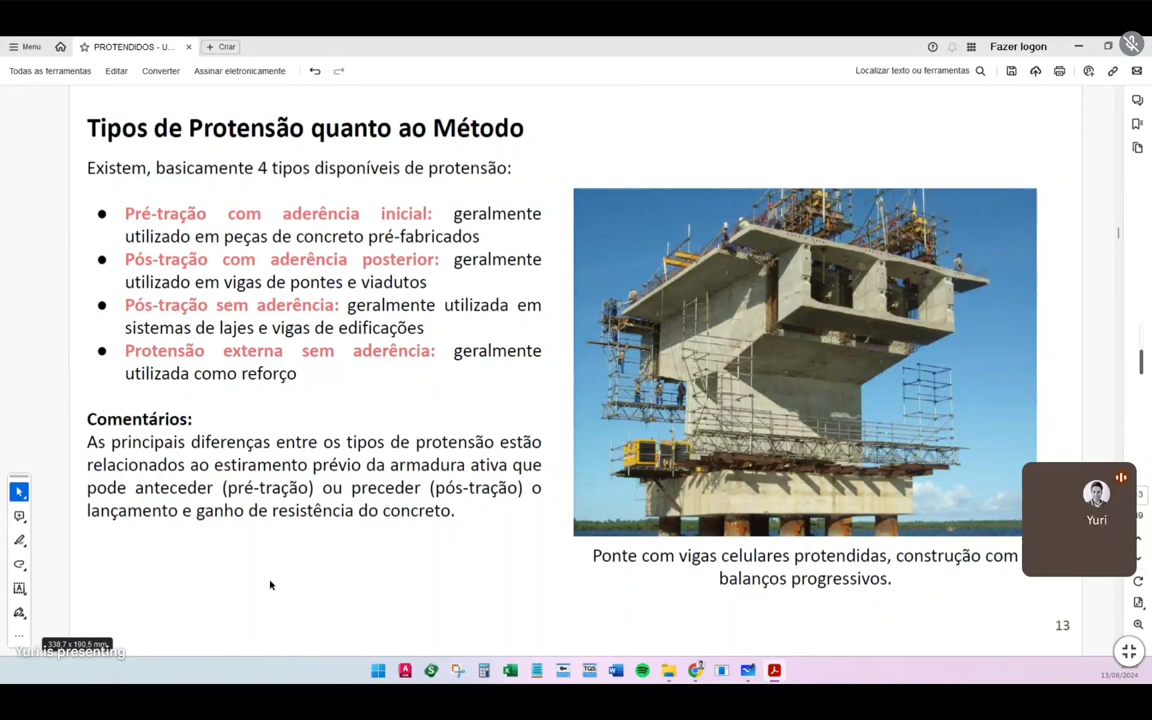 Menu
PROTENDIDOS - U...
Criar
Fazer logon
Todas as ferramentas
Editar
Converter
Assinar eletronicamente
Localizar texto ou ferramentas
Tipos de Protensão quanto ao Método
Existem, basicamente 4 tipos disponíveis de protensão:
● Pré-tração com aderência inicial: geralmente
utilizado em peças de concreto pré-fabricados
● Pós-tração com aderência posterior: geralmente
utilizado em vigas de pontes e viadutos
● Pós-tração sem aderência: geralmente utilizada em
sistemas de lajes e vigas de edificações
● Protensão externa sem aderência: geralmente
utilizada como reforço
Comentários:
As principais diferenças entre os tipos de protensão estão
relacionados ao estiramento prévio da armadura ativa que
pode anteceder (pré-tração) ou preceder (pós-tração) o
lançamento e ganho de resistência do concreto.
Ponte com vigas celulares protendidas, construção com
balanços progressivos.
13
Yuri
338.7 x 190.5 mm
Yuri is presenting
TQS
13/08/2024